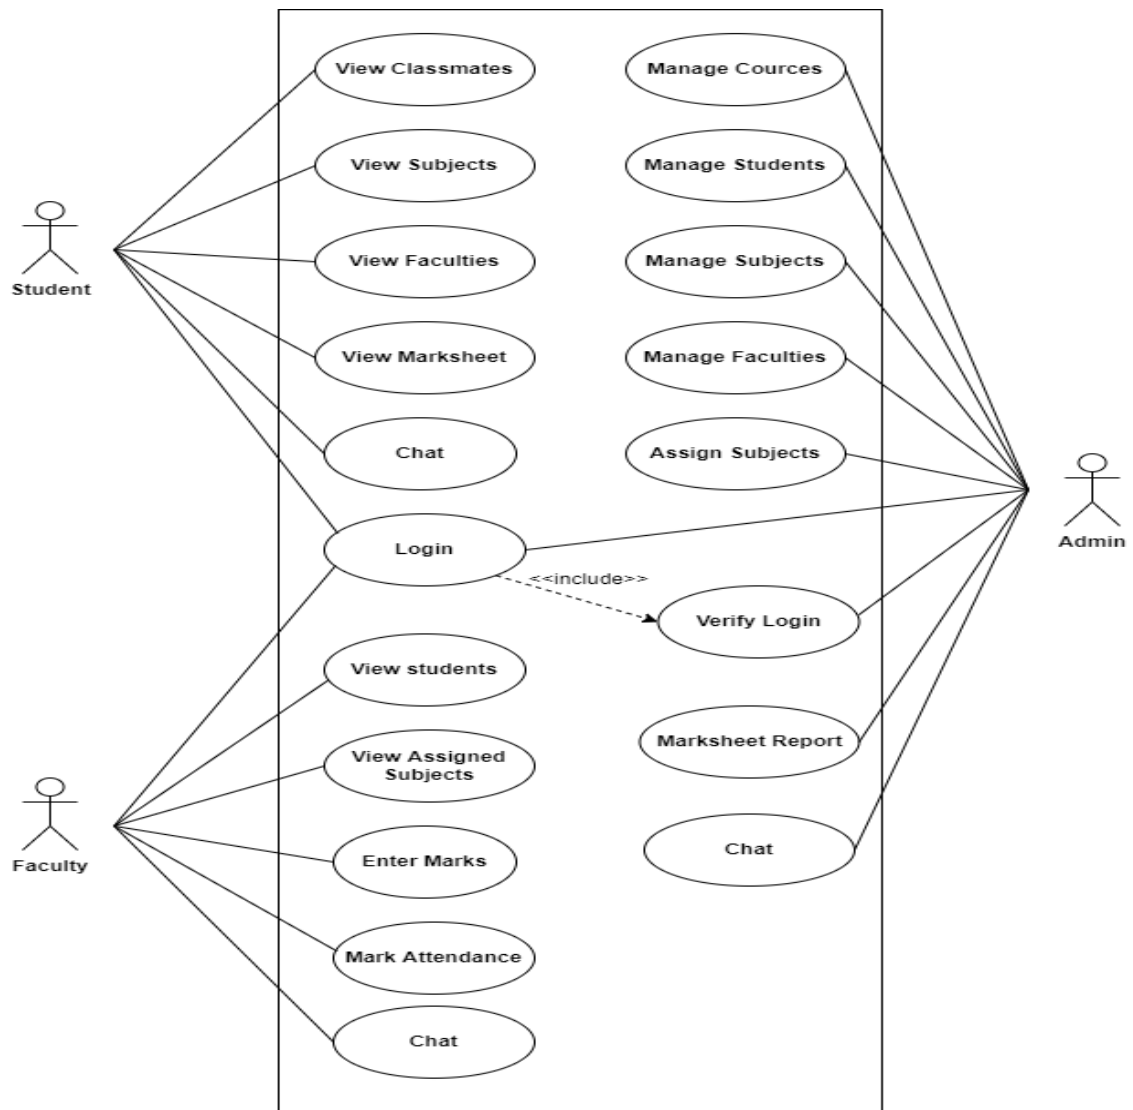 View Classmates
Manage Cources
View Subjects
Manage Students
Student
View Faculties
Manage Subjects
View Marksheet
Manage Faculties
Chat
Assign Subjects
Admin
Login
<<include>>
Verify Login
View students
Marksheet Report
View Assigned
Subjects
Faculty
Enter Marks
Chat
Mark Attendance
Chat